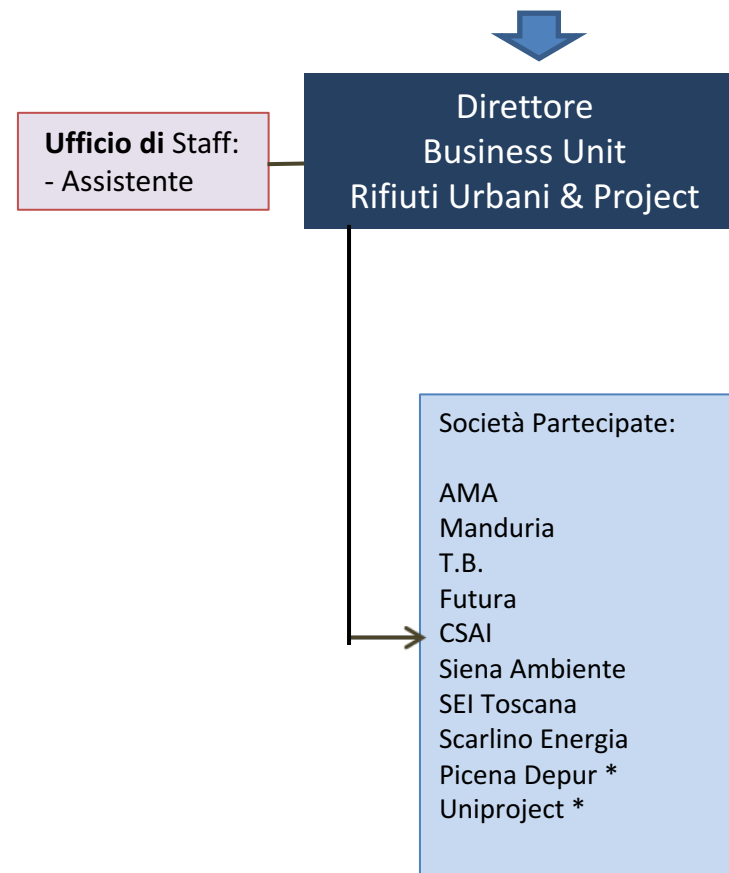 Direttore
Business Unit
Rifiuti Urbani & Project
Ufficio di Staff:
- Assistente
Società Partecipate:
AMA
Manduria
T.B.
Futura
CSAI
Siena Ambiente
SEI Toscana
Scarlino Energia
Picena Depur *
Uniproject *